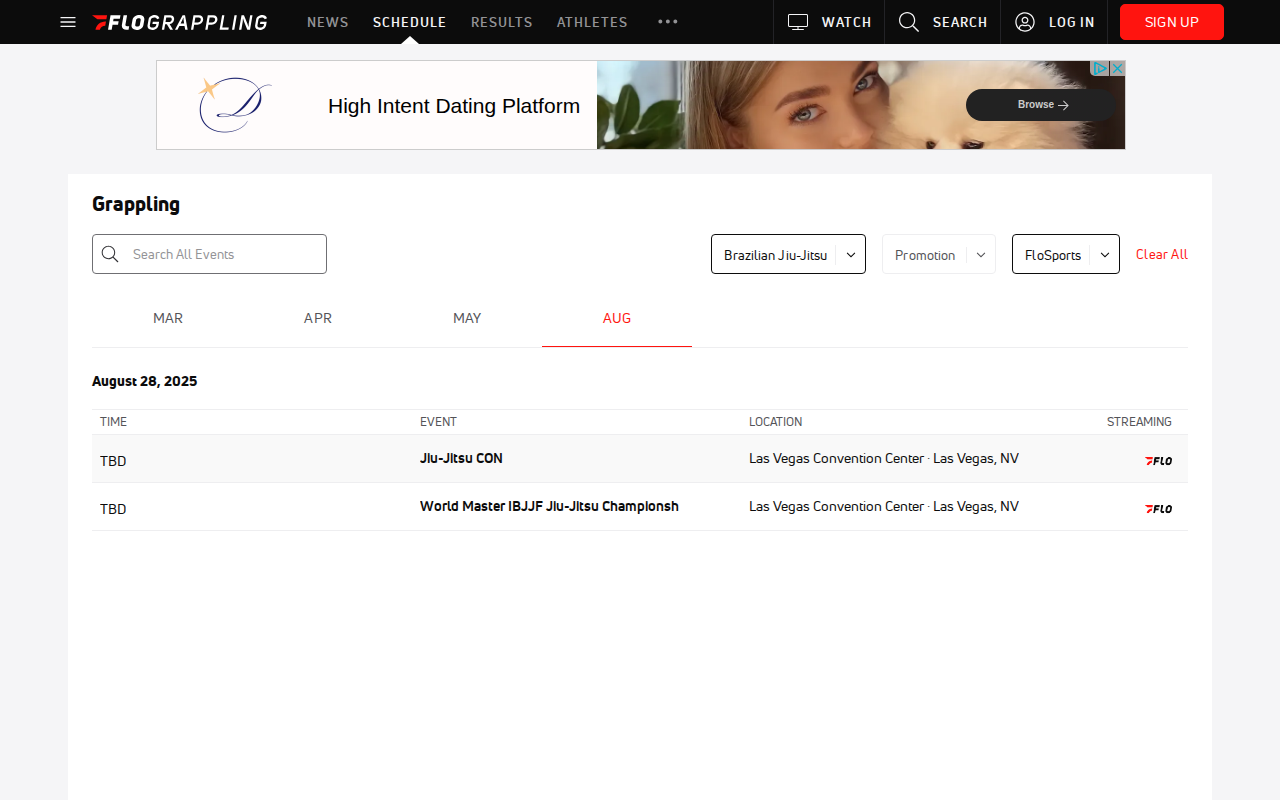 FLOGRAPPLING NEWS SCHEDULE RESULTS ATHLETES WATCH SEARCH LOG IN SIGN UP
D High Intent Dating Platform Browse →
Grappling
Search All Events Brazilian Jiu-Jitsu Promotion FloSports Clear All
MAR APR MAY AUG
August 28, 2025
TIME EVENT LOCATION STREAMING
TBD Jiu-Jitsu CON Las Vegas Convention Center · Las Vegas, NV FLO
TBD World Master IBJJF Jiu-Jitsu Championsh Las Vegas Convention Center · Las Vegas, NV FLO